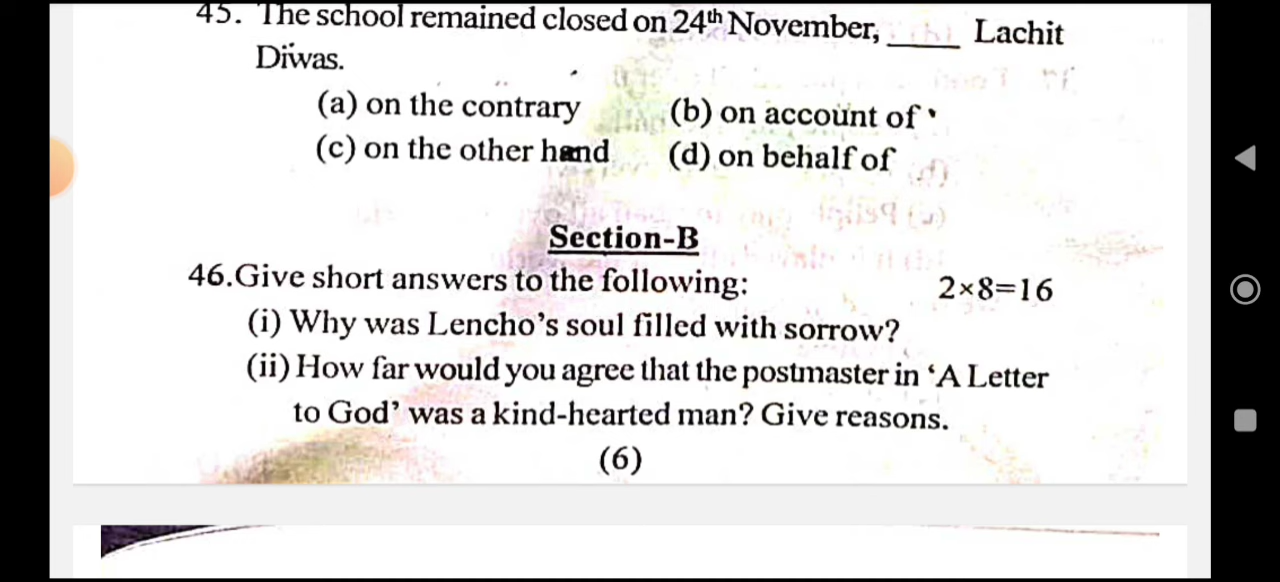 45. The school remained closed on 24th November, ____ Lachit
Diwas.
(a) on the contrary (b) on account of
(c) on the other hand (d) on behalf of
Section-B
46.Give short answers to the following: 2×8=16
(i) Why was Lencho's soul filled with sorrow?
(ii) How far would you agree that the postmaster in 'A Letter
to God' was a kind-hearted man? Give reasons.
(6)